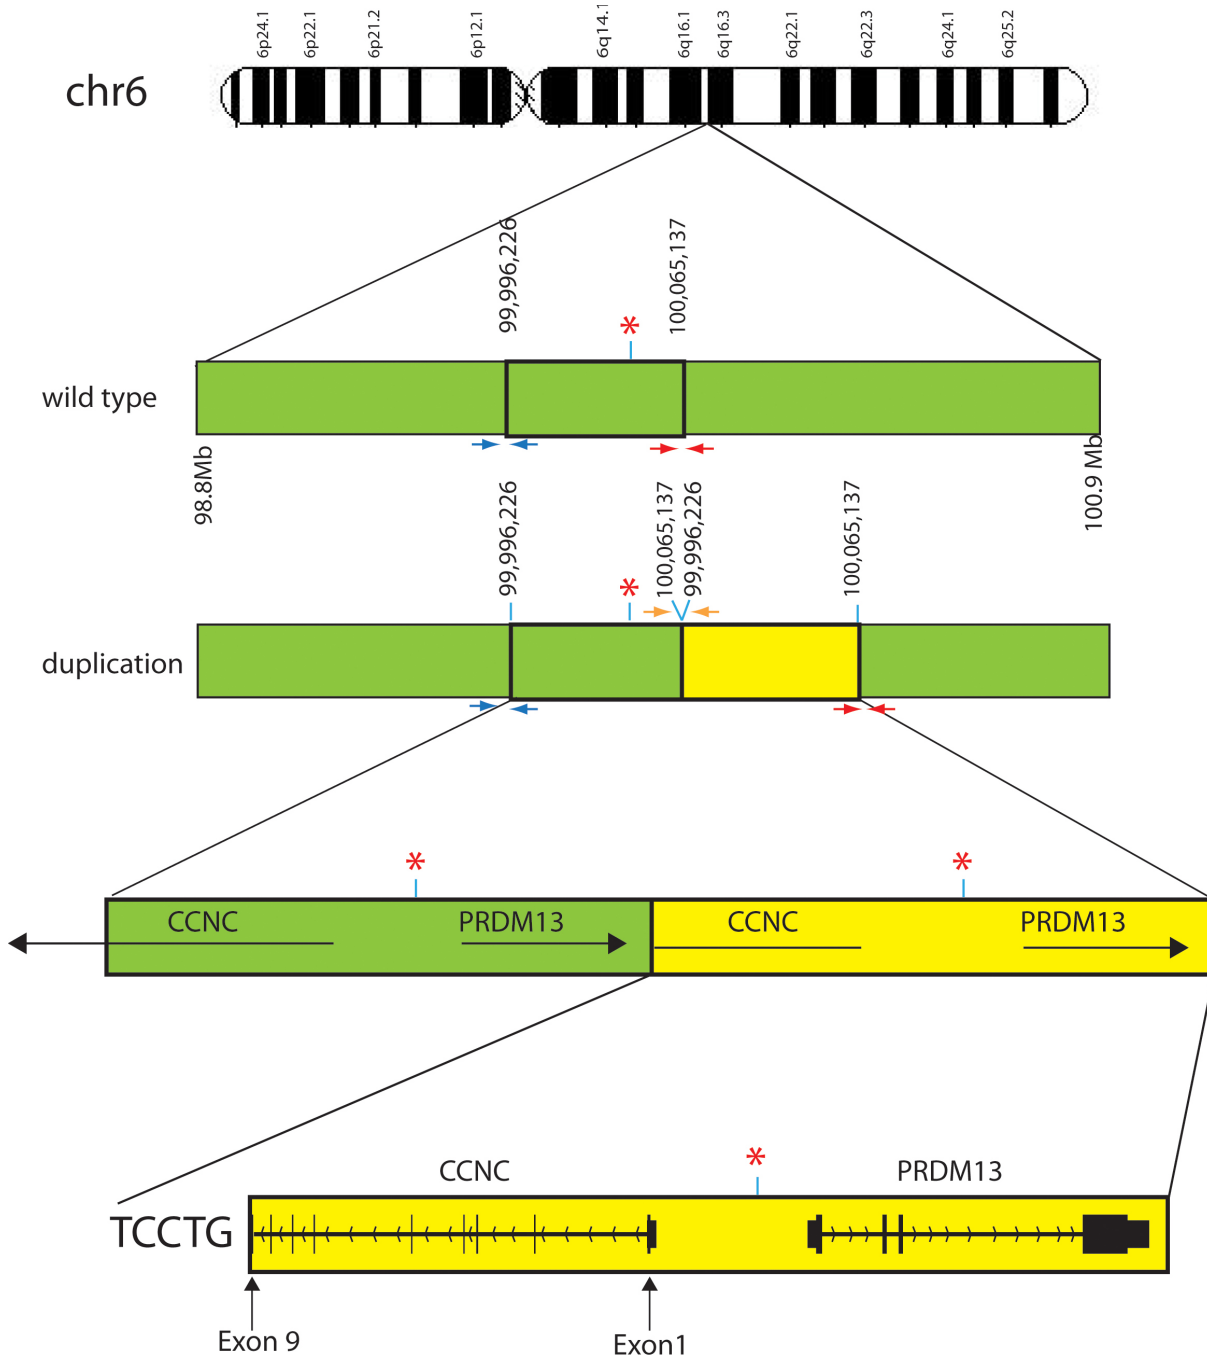 6p24.1 6p22.1 6p21.2 6p12.1 6q14.1 6q16.1 6q16.3 6q22.1 6q22.3 6q24.1 6q25.2
chr6
99,996,226 100,065,137
*
wild type
98.8Mb 100.9 Mb
99,996,226 100,065,137 99,996,226 100,065,137
*
duplication
* *
CCNC PRDM13 CCNC PRDM13
*
CCNC PRDM13
TCCTG
Exon 9 Exon1